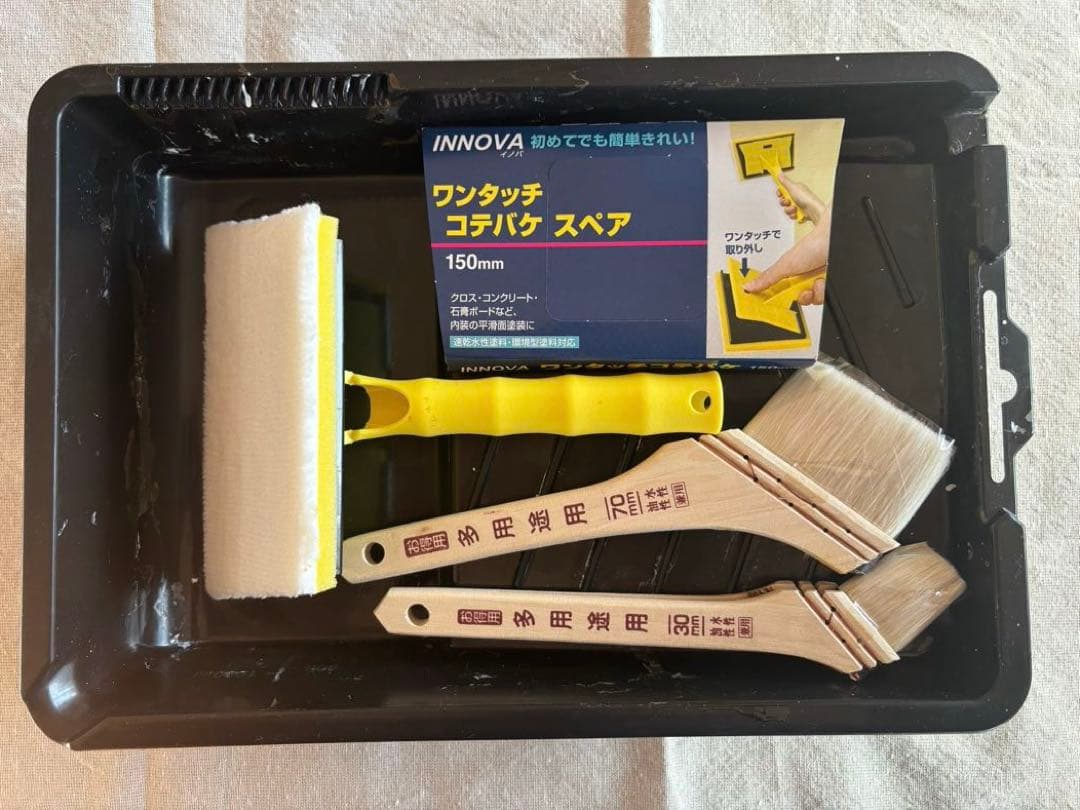 INNOVA 初めてでも簡単きれい!
イノバ
ワンタッチ
コテバケ スペア
150mm
クロス・コンクリート・
石膏ボードなど、
内装の平滑面塗装に
速乾水性塗料・環境型塗料対応
ワンタッチで
取り外し
INNOVA ワンタッチコテバケ 150mm
お得用 多用途用 70mm 水性 油性 兼用
お得用 多用途用 30mm 水性 油性 兼用